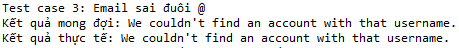 Test case 3: Email sai đuôi @
Kết quả mong đợi: We couldn't find an account with that username.
Kết quả thực tế: We couldn't find an account with that username.